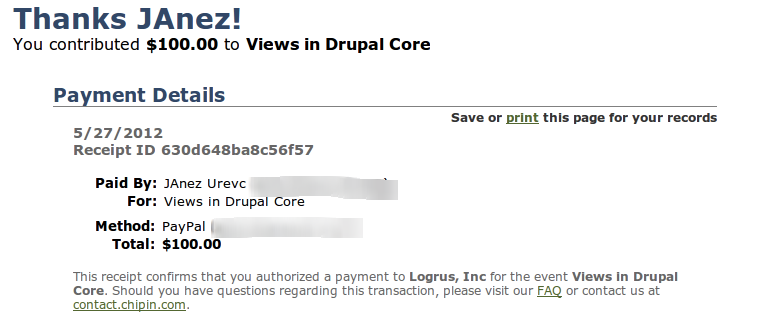 Thanks JAnez!
You contributed $100.00 to Views in Drupal Core
Payment Details
Save or print this page for your records
5/27/2012
Receipt ID 630d648ba8c56f57
Paid By: JAnez Urevc
For: Views in Drupal Core
Method: PayPal
Total: $100.00
This receipt confirms that you authorized a payment to Logrus, Inc for the event Views in Drupal
Core. Should you have questions regarding this transaction, please visit our FAQ or contact us at
contact.chipin.com.